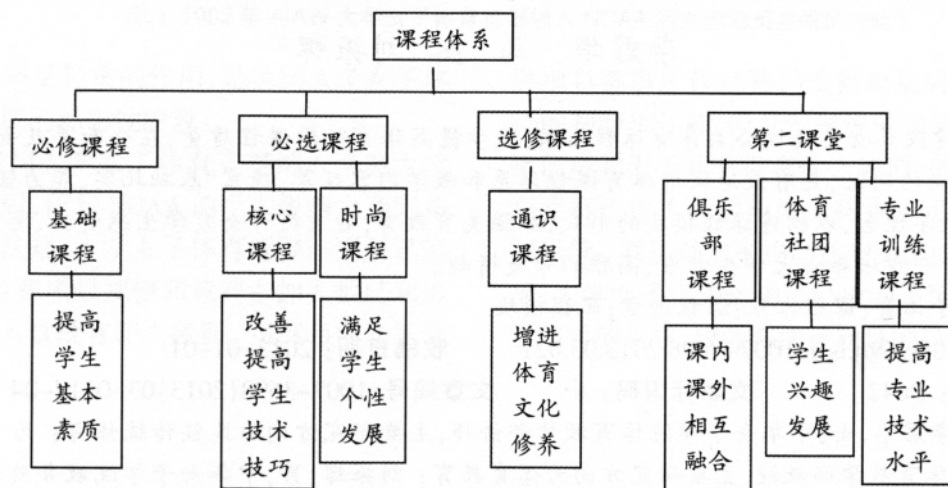 课程体系
必修课程
必选课程
选修课程
第二课堂
基础
课程
核心
课程
时尚
课程
通识
课程
俱乐
部
课程
体育
社团
课程
专业
训练
课程
提高
学生
基本
素质
改善
提高
学生
技术
技巧
满足
学生
个性
发展
增进
体育
文化
修养
课内
课外
相互
融合
学生
兴趣
发展
提高
专业
技术
水平